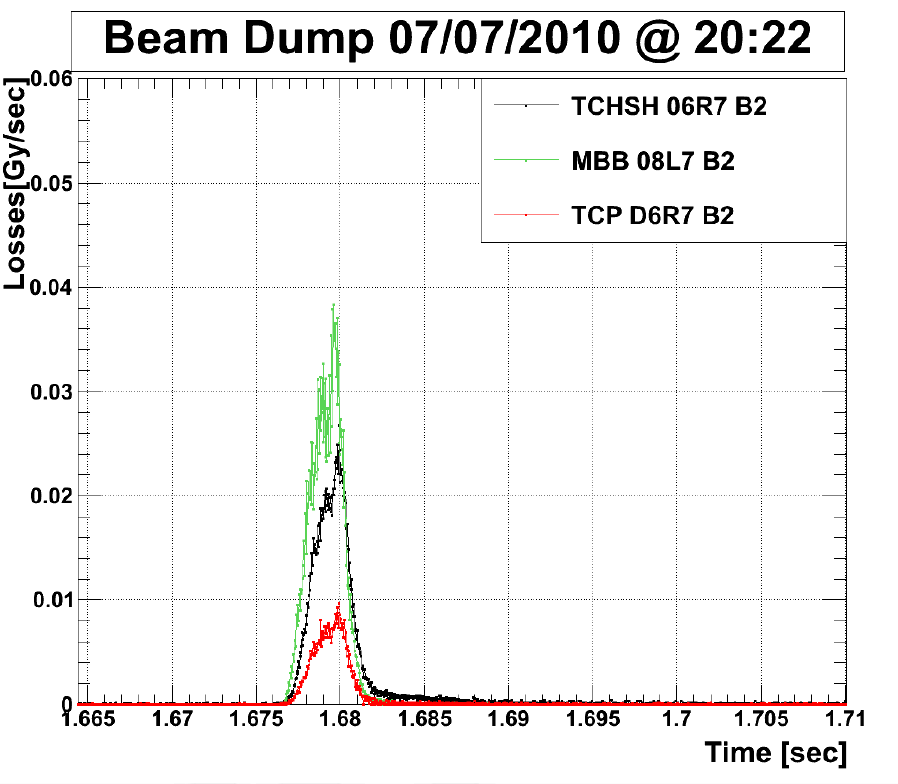 Beam Dump 07/07/2010 @ 20:22
Losses[Gy/sec]
0.06
0.05
0.04
0.03
0.02
0.01
0
TCHSH 06R7 B2
MBB 08L7 B2
TCP D6R7 B2
1.665 1.67 1.675 1.68 1.685 1.69 1.695 1.7 1.705 1.71
Time [sec]